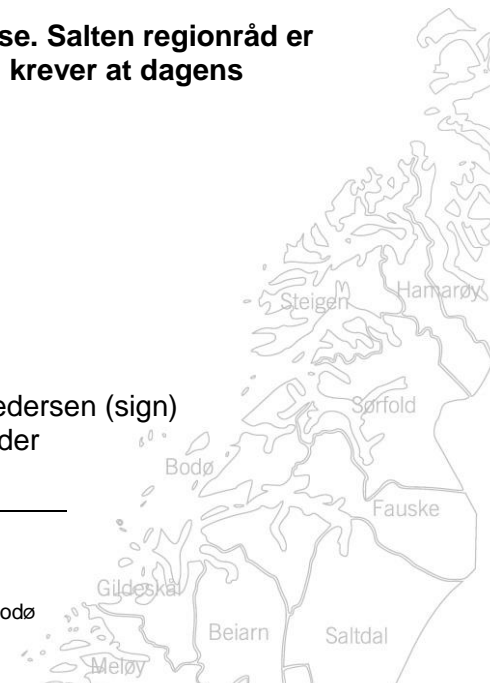 se. Salten regionråd er
krever at dagens
Steigen
Hamarøy
edersen (sign)
der
Sørfold
Bodø
Fauske
Gildeskål
odø
Beiarn
Saltdal
Meløy